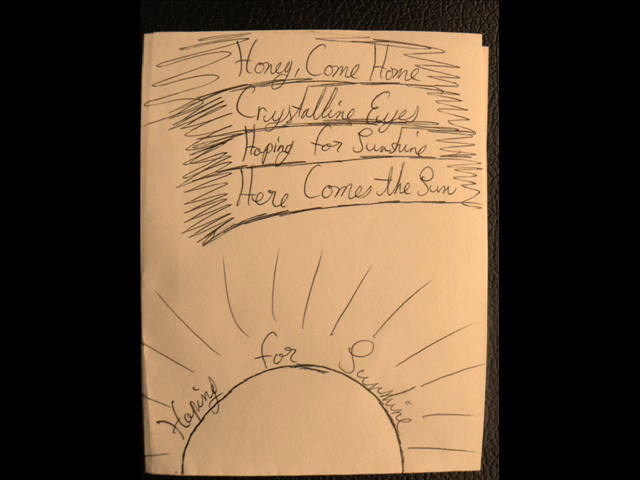 Honey, Come Home
Crystalline Eyes
Hoping for Sunshine
Here Comes the Sun
Hoping for Sunshine